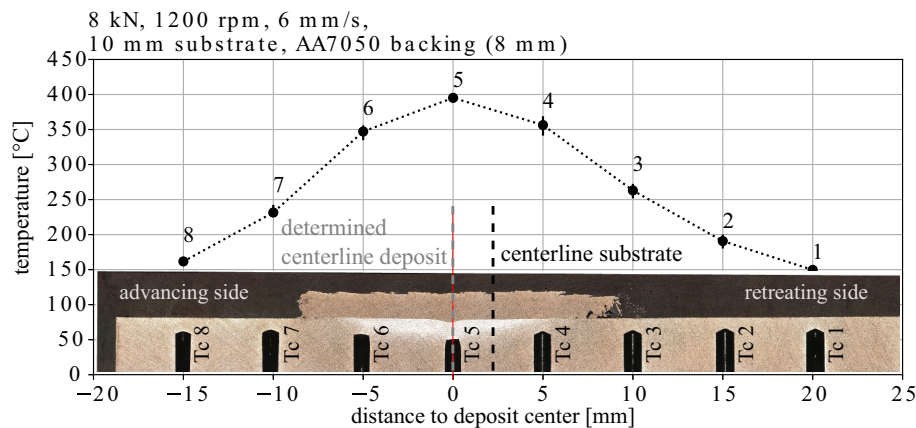 8 kN, 1200 rpm, 6 mm/s,
10 mm substrate, AA7050 backing (8 mm)
450
400
350
300
250
200
150
100
50
0
temperature [°C]
8
7
6
5
4
3
2
1
determined
centerline deposit
centerline substrate
advancing side
retreating side
Tc 8
Tc 7
Tc 6
Tc 5
Tc 4
Tc 3
Tc 2
Tc 1
−20 −15 −10 −5 0 5 10 15 20 25
distance to deposit center [mm]